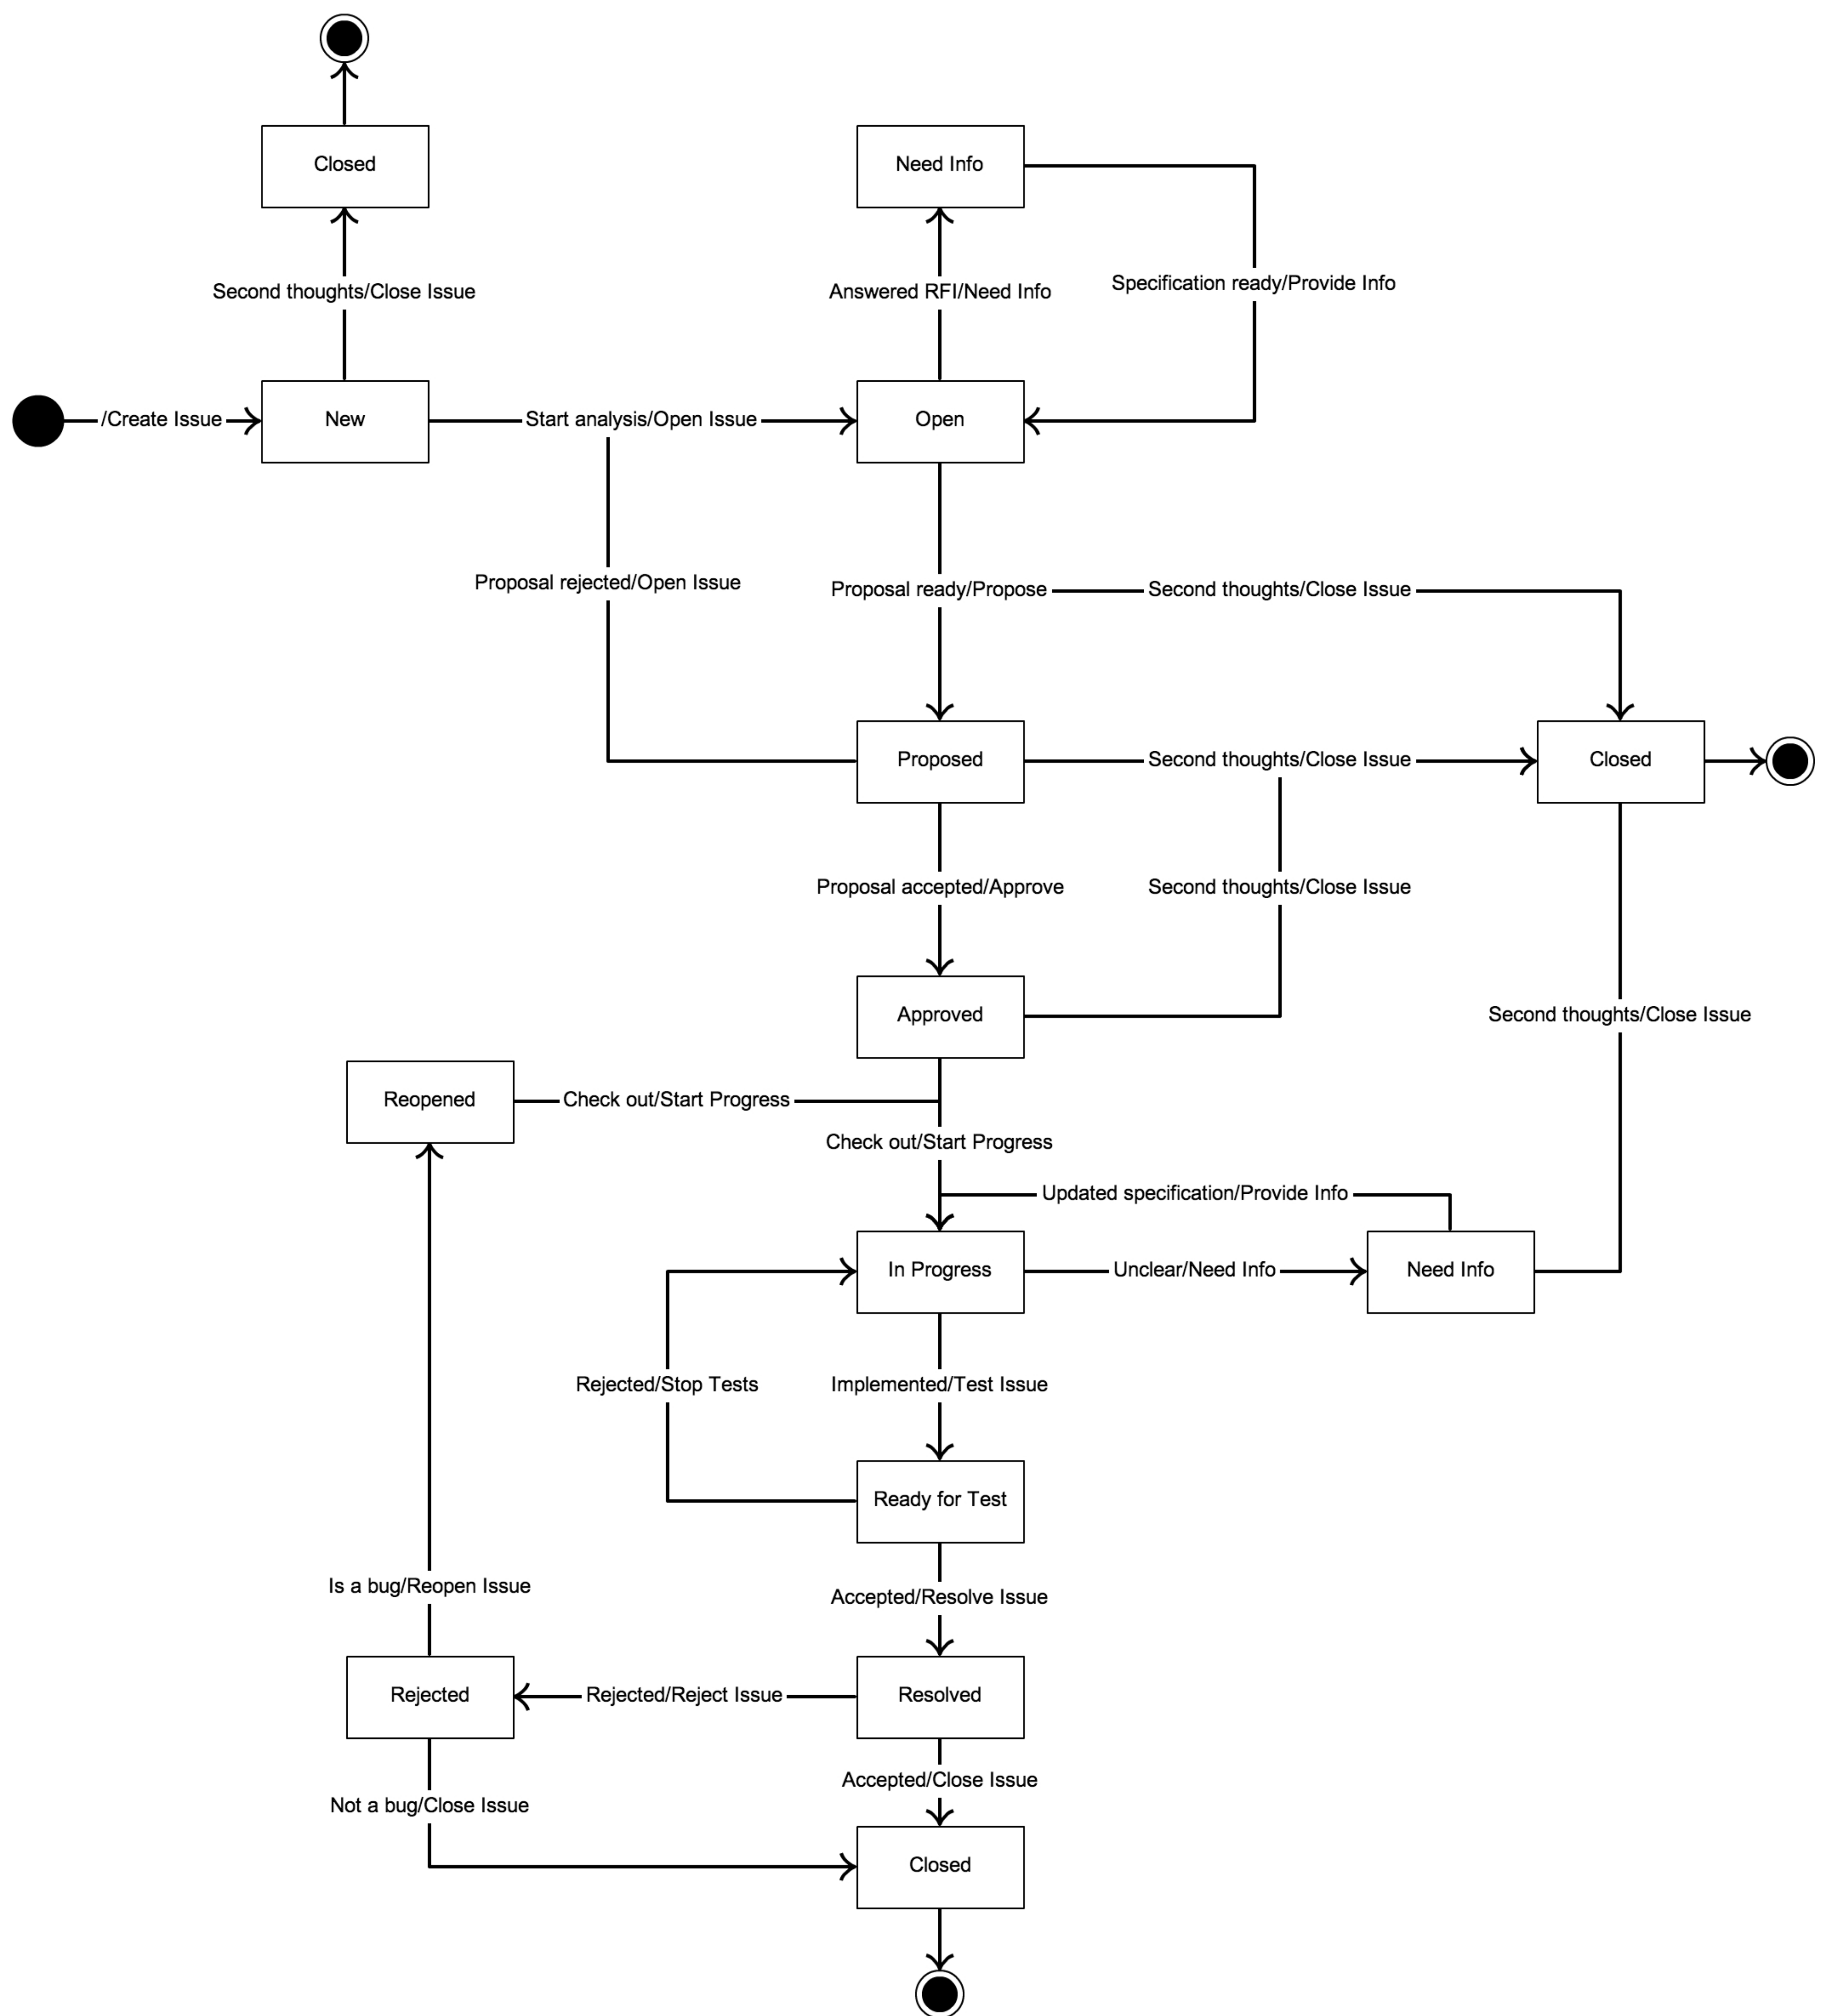 Closed
Need Info
Second thoughts/Close Issue
Answered RFI/Need Info
Specification ready/Provide Info
/Create Issue
New
Start analysis/Open Issue
Open
Proposal rejected/Open Issue
Proposal ready/Propose
Second thoughts/Close Issue
Proposed
Second thoughts/Close Issue
Closed
Proposal accepted/Approve
Second thoughts/Close Issue
Approved
Second thoughts/Close Issue
Reopened
Check out/Start Progress
Check out/Start Progress
Updated specification/Provide Info
In Progress
Unclear/Need Info
Need Info
Rejected/Stop Tests
Implemented/Test Issue
Ready for Test
Is a bug/Reopen Issue
Accepted/Resolve Issue
Rejected
Rejected/Reject Issue
Resolved
Accepted/Close Issue
Not a bug/Close Issue
Closed